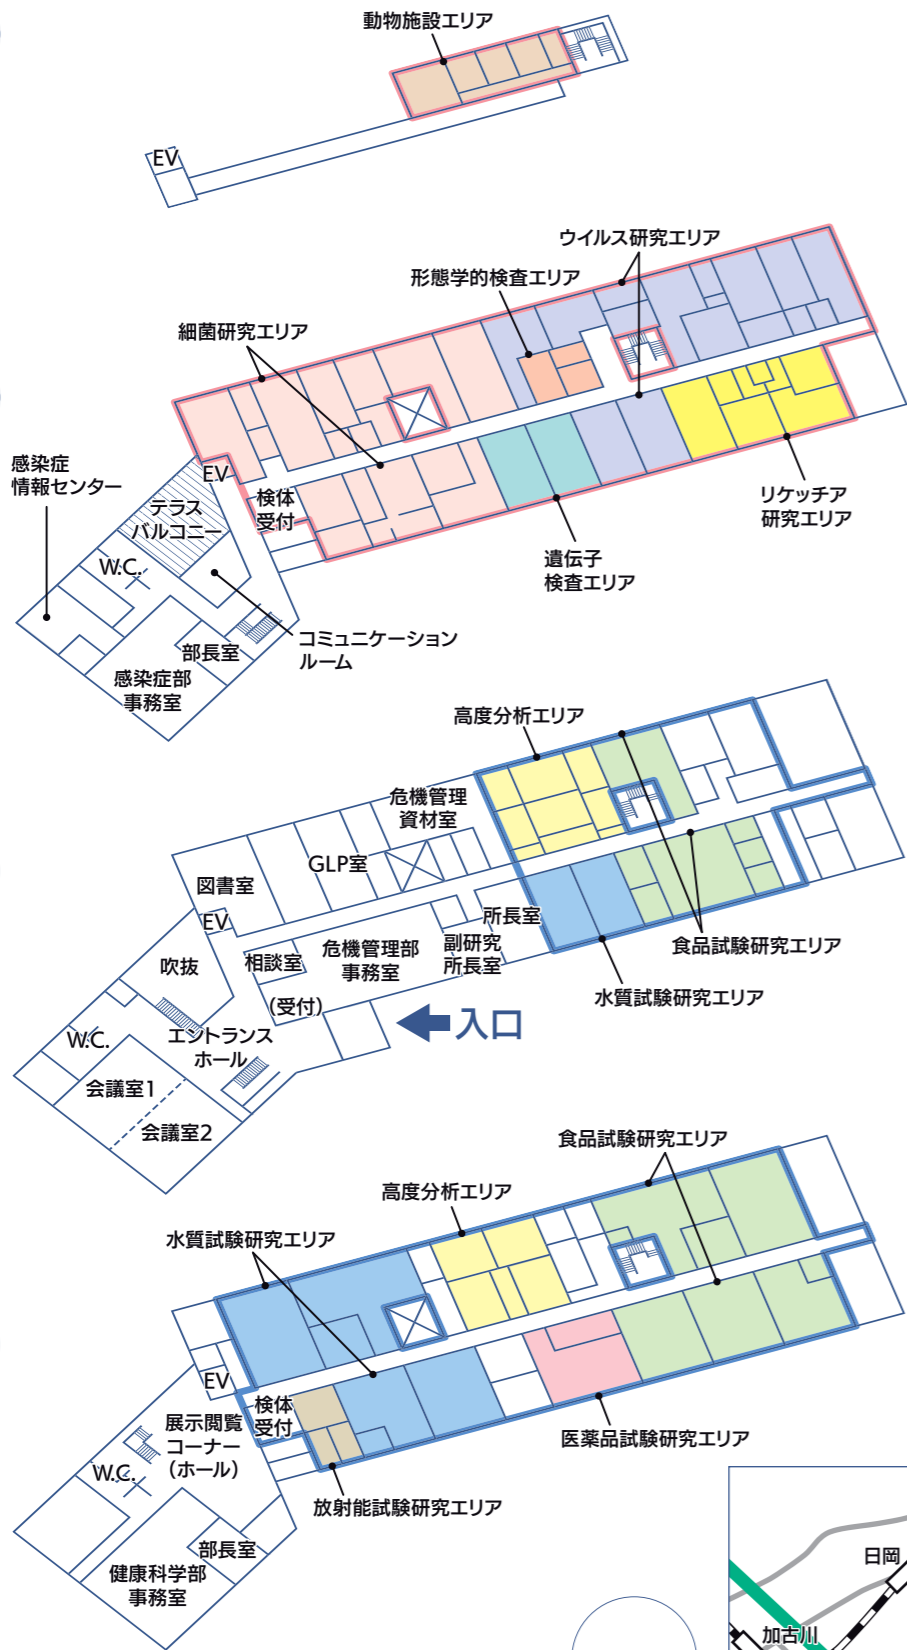 動物施設エリア
EV
ウイルス研究エリア
形態学的検査エリア
細菌研究エリア
感染症
情報センター
EV
検体
受付
テラス
バルコニー
リケッチア
研究エリア
遺伝子
検査エリア
W.C.
コミュニケーション
ルーム
部長室
感染症部
事務室
高度分析エリア
危機管理
資材室
GLP室
図書室
EV
所長室
副研究
所長室
危機管理部
事務室
相談室
吹抜
食品試験研究エリア
水質試験研究エリア
(受付)
入口
エントランス
ホール
W.C.
会議室1
会議室2
食品試験研究エリア
高度分析エリア
水質試験研究エリア
EV
検体
受付
展示閲覧
コーナー
(ホール)
医薬品試験研究エリア
W.C.
放射能試験研究エリア
部長室
健康科学部
事務室
日岡
加古川